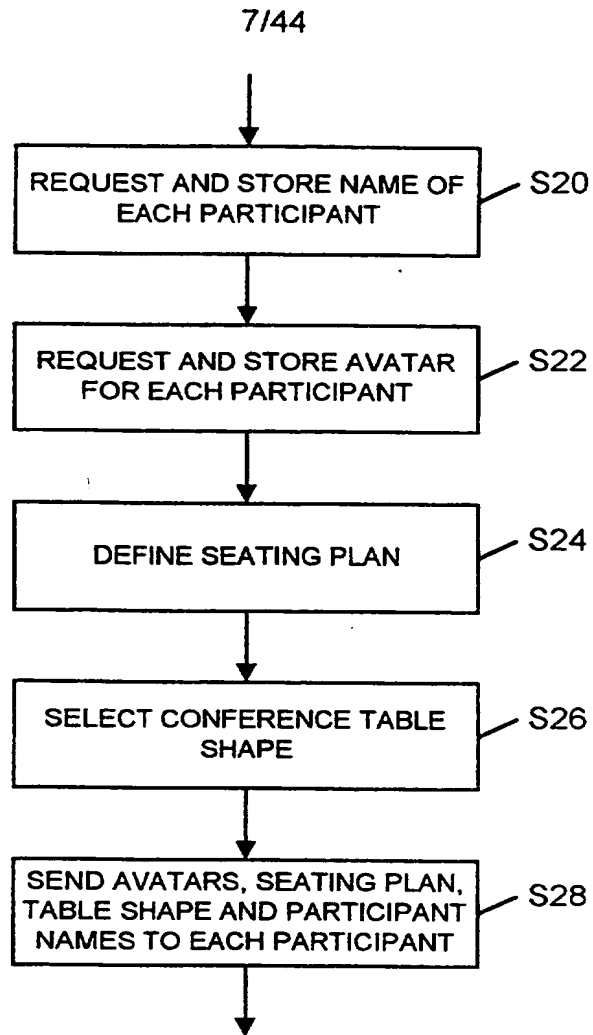 7/44
REQUEST AND STORE NAME OF
EACH PARTICIPANT
S20
REQUEST AND STORE AVATAR
FOR EACH PARTICIPANT
S22
DEFINE SEATING PLAN
S24
SELECT CONFERENCE TABLE
SHAPE
S26
SEND AVATARS, SEATING PLAN,
TABLE SHAPE AND PARTICIPANT
NAMES TO EACH PARTICIPANT
S28